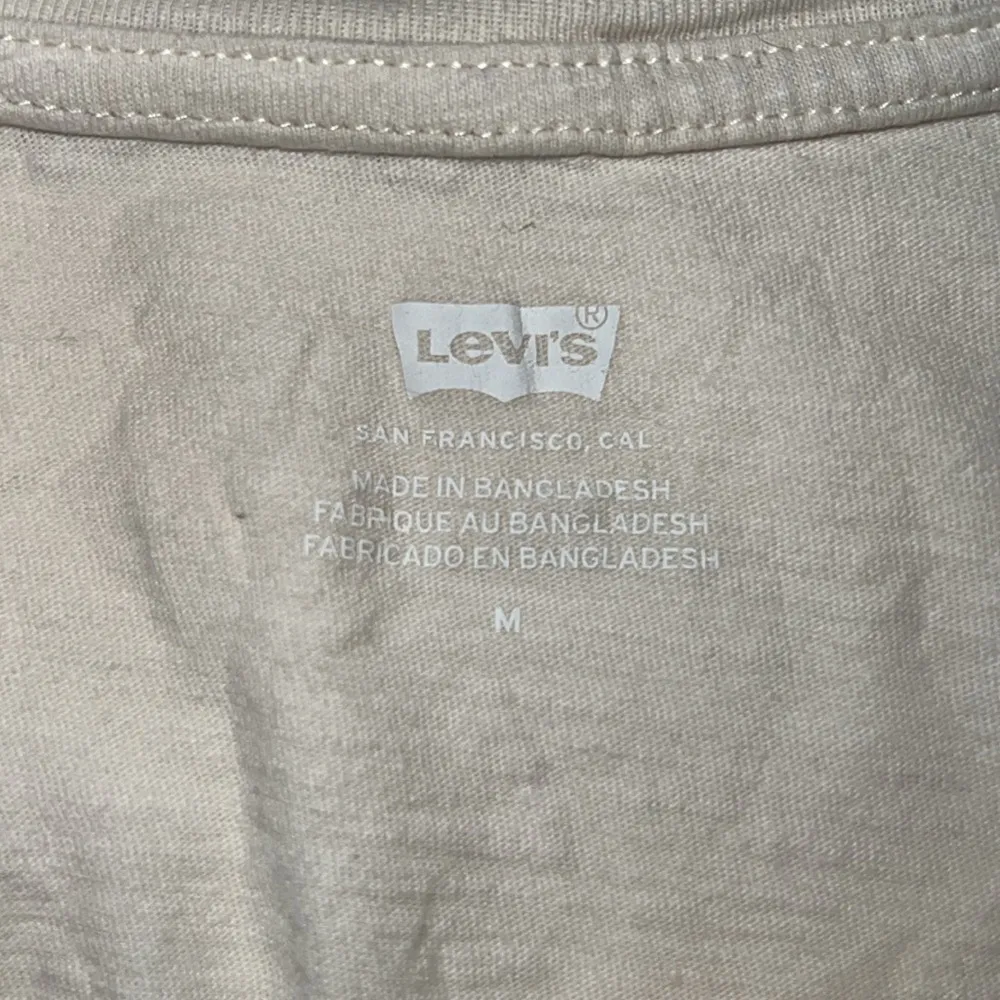 Levi's®
SAN FRANCISCO, CAL
MADE IN BANGLADESH
FABRIQUE AU BANGLADESH
FABRICADO EN BANGLADESH
M